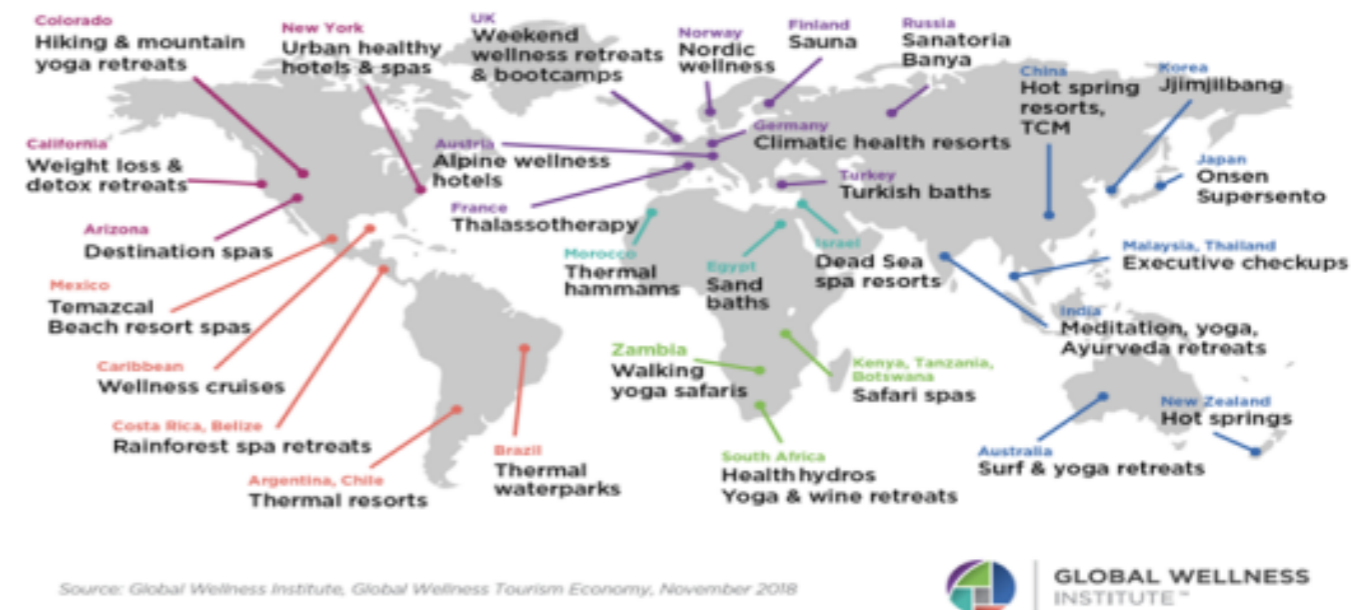 Colorado
Hiking & mountain
yoga retreats
New York
Urban healthy
hotels & spas
UK
Weekend
wellness retreats
& bootcamps
Norway
Nordic
wellness
Finland
Sauna
Russia
Sanatoria
Banya
China
Hot spring
resorts,
TCM
Korea
Jjimjilbang
California
Weight loss &
detox retreats
Austria
Alpine wellness
hotels
Germany
Climatic health resorts
Japan
Onsen
Supersento
Turkey
Turkish baths
France
Thalassotherapy
Arizona
Destination spas
Morocco
Thermal
hammams
Egypt
Sand
baths
Israel
Dead Sea
spa resorts
Malaysia, Thailand
Executive checkups
Mexico
Temazcal
Beach resort spas
India
Meditation, yoga,
Ayurveda retreats
Caribbean
Wellness cruises
Zambia
Walking
yoga safaris
Kenya, Tanzania,
Botswana
Safari spas
New Zealand
Hot springs
Costa Rica, Belize
Rainforest spa retreats
Brazil
Thermal
waterparks
South Africa
Health hydros
Yoga & wine retreats
Australia
Surf & yoga retreats
Argentina, Chile
Thermal resorts
Source: Global Wellness Institute, Global Wellness Tourism Economy, November 2018
GLOBAL WELLNESS
INSTITUTE™